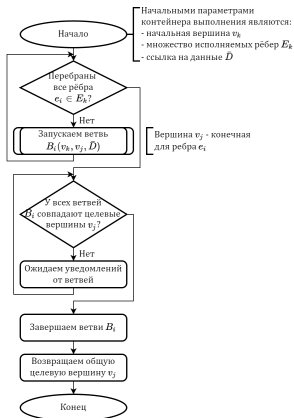 Начало
Начальными параметрами
контейнера выполнения являются:
- начальная вершина v_k
- множество исполняемых рёбер E_k
- ссылка на данные D̄
Перебраны
все рёбра
e_i ∈ E_k?
Нет
Запускаем ветвь
B_i(v_k, v_j, D̄)
Вершина v_j - конечная
для ребра e_i
У всех ветвей
B_i совпадают целевые
вершины v_j?
Нет
Ожидаем уведомлений
от ветвей
Завершаем ветви B_i
Возвращаем общую
целевую вершину v_j
Конец